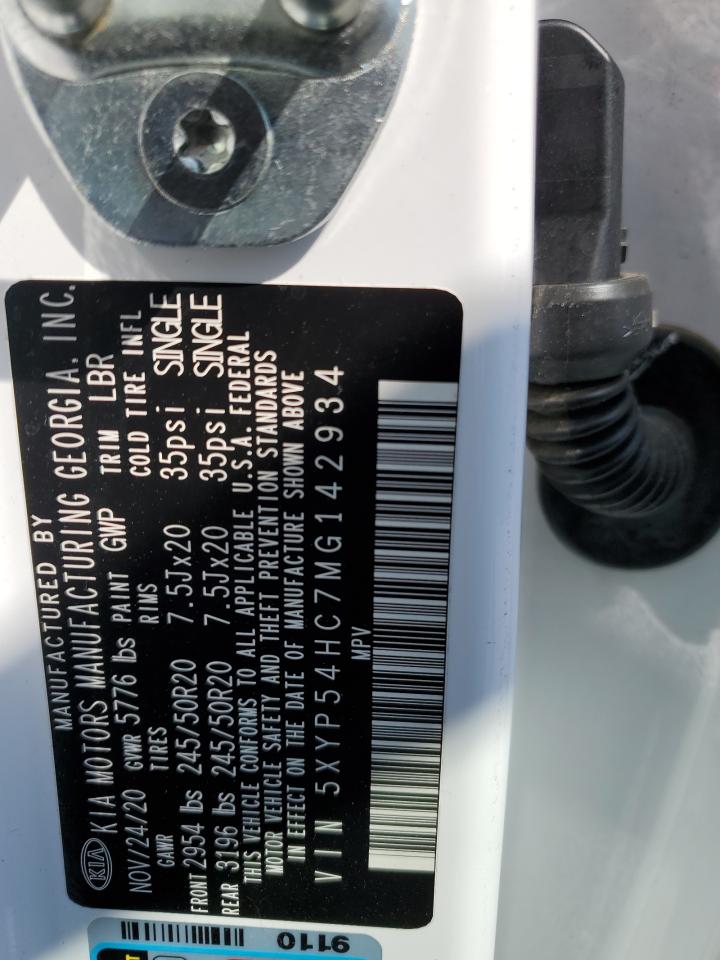 MANUFACTURED BY
KIA KIA MOTORS MANUFACTURING GEORGIA, INC.
NOV/24/20 GVWR 5776 lbs PAINT GWP TRIM LBR
GAWR TIRES RIMS COLD TIRE INFL
FRONT 2954 lbs 245/50R20 7.5Jx20 35psi SINGLE
REAR 3196 lbs 245/50R20 7.5Jx20 35psi SINGLE
THIS VEHICLE CONFORMS TO ALL APPLICABLE U.S.A. FEDERAL
MOTOR VEHICLE SAFETY AND THEFT PREVENTION STANDARDS
IN EFFECT ON THE DATE OF MANUFACTURE SHOWN ABOVE
VIN 5XYP54HC7MG142934
MPV
9110